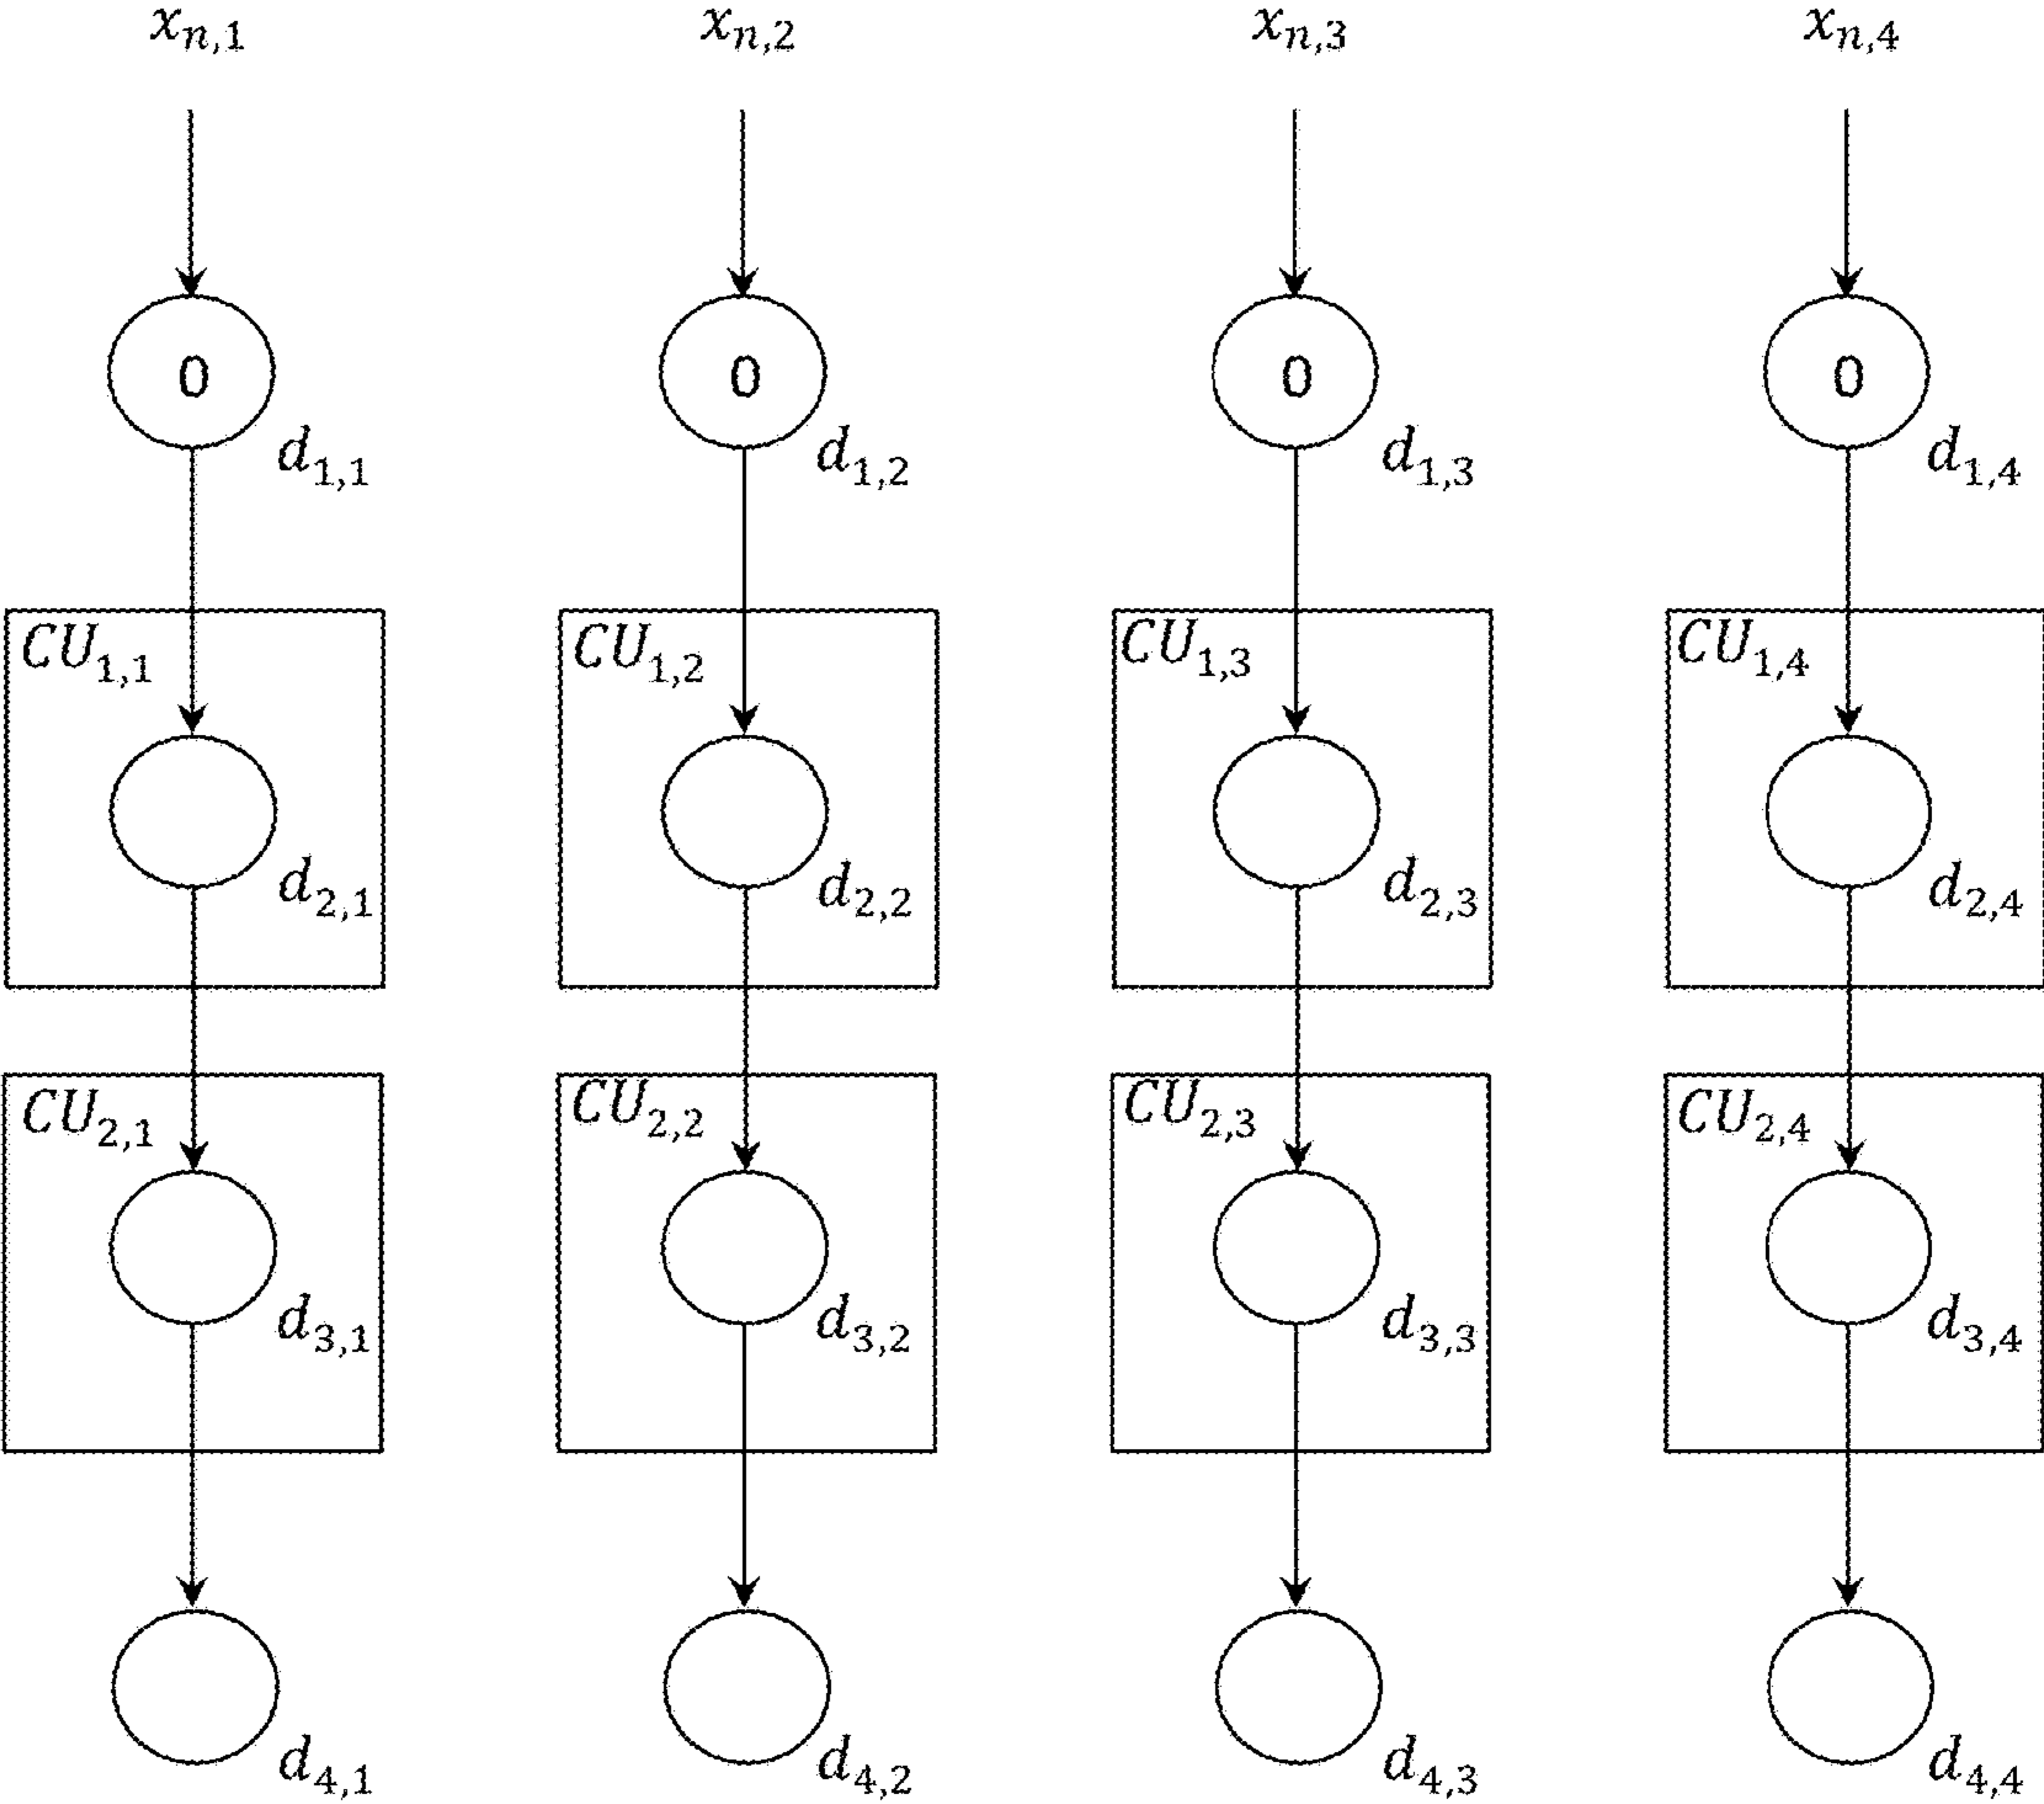 x_{n,1} x_{n,2} x_{n,3} x_{n,4}
0 0 0 0
d_{1,1} d_{1,2} d_{1,3} d_{1,4}
CU_{1,1} CU_{1,2} CU_{1,3} CU_{1,4}
d_{2,1} d_{2,2} d_{2,3} d_{2,4}
CU_{2,1} CU_{2,2} CU_{2,3} CU_{2,4}
d_{3,1} d_{3,2} d_{3,3} d_{3,4}
d_{4,1} d_{4,2} d_{4,3} d_{4,4}